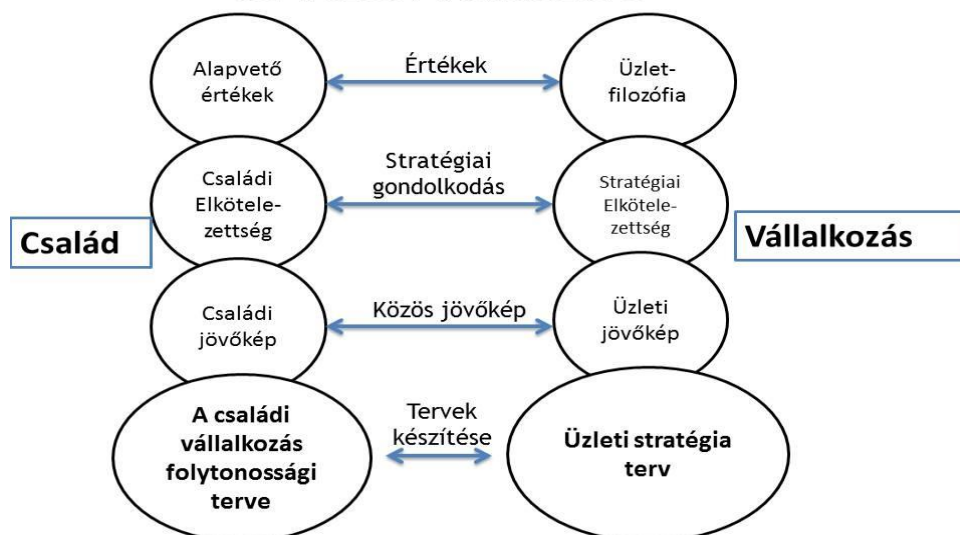 Alapvető
értékek
Értékek
Üzlet-
filozófia
Családi
Elkötele-
zettség
Stratégiai
gondolkodás
Stratégiai
Elkötele-
zettség
Család
Vállalkozás
Családi
jövőkép
Közös jövőkép
Üzleti
jövőkép
A családi
vállalkozás
folytonossági
terve
Tervek
készítése
Üzleti stratégia
terv